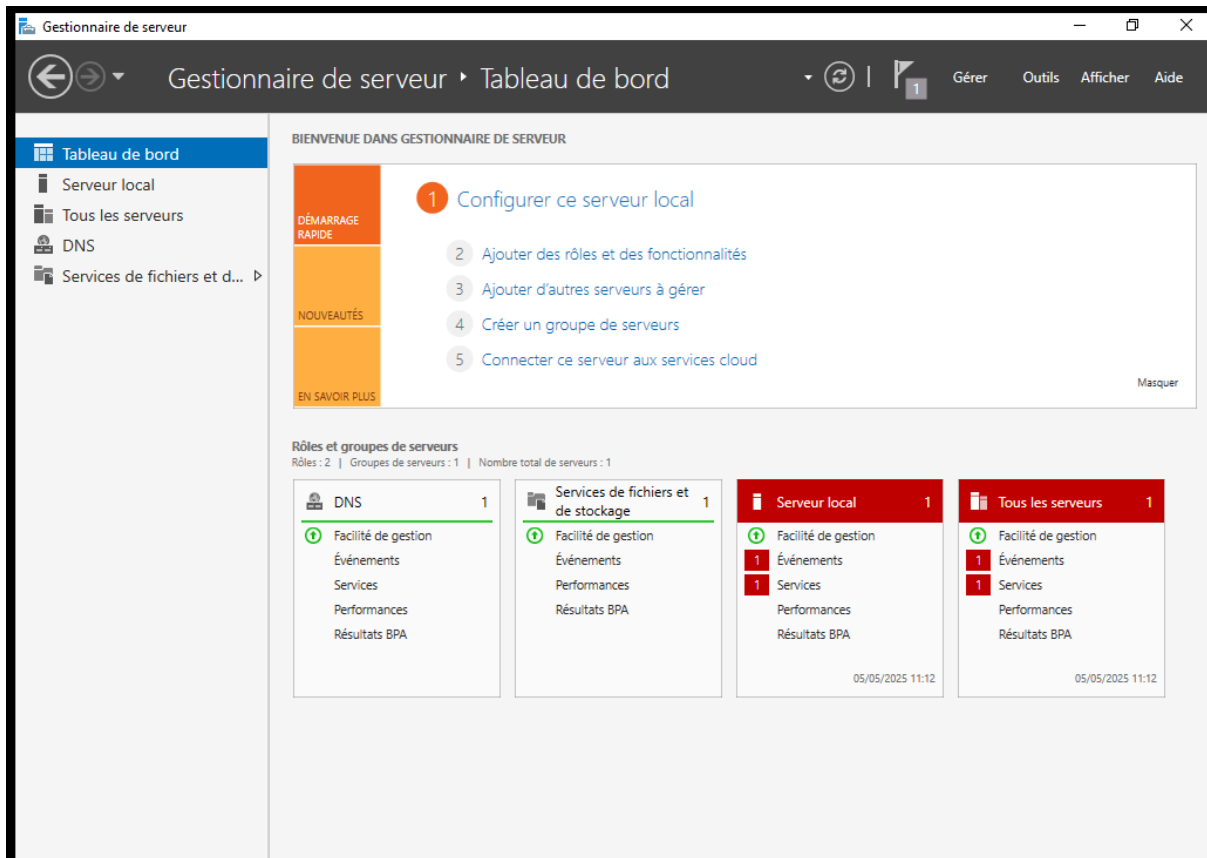 Gestionnaire de serveur
Gestionnaire de serveur ‣ Tableau de bord
1
Gérer Outils Afficher Aide
Tableau de bord
Serveur local
Tous les serveurs
DNS
Services de fichiers et d...
BIENVENUE DANS GESTIONNAIRE DE SERVEUR
DÉMARRAGE
RAPIDE
NOUVEAUTÉS
EN SAVOIR PLUS
1 Configurer ce serveur local
2 Ajouter des rôles et des fonctionnalités
3 Ajouter d'autres serveurs à gérer
4 Créer un groupe de serveurs
5 Connecter ce serveur aux services cloud
Masquer
Rôles et groupes de serveurs
Rôles : 2 | Groupes de serveurs : 1 | Nombre total de serveurs : 1
DNS 1
Facilité de gestion
Événements
Services
Performances
Résultats BPA
Services de fichiers et
de stockage 1
Facilité de gestion
Événements
Performances
Résultats BPA
Serveur local 1
Facilité de gestion
1 Événements
1 Services
Performances
Résultats BPA
05/05/2025 11:12
Tous les serveurs 1
Facilité de gestion
1 Événements
1 Services
Performances
Résultats BPA
05/05/2025 11:12